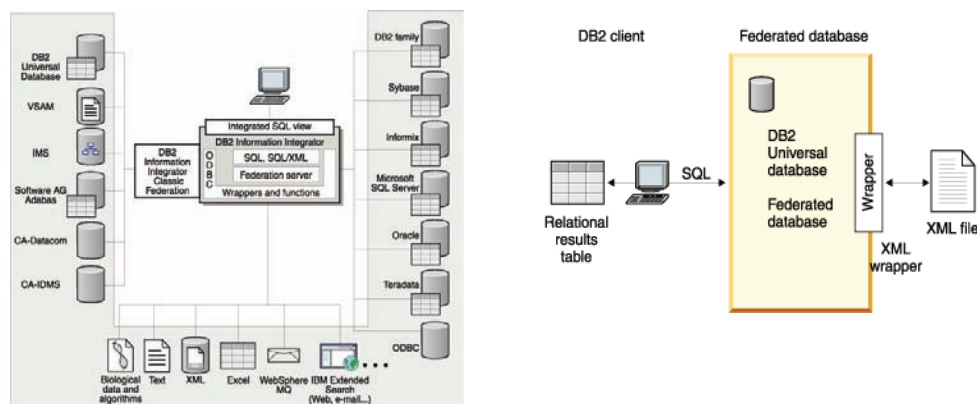 DB2
Universal
Database
VSAM
IMS
Software AG
Adabas
CA-Datacom
CA-IDMS
DB2
Information
Integrator
Classic
Federation
Integrated SQL view
DB2 Information Integrator
O
D
B
C
SQL, SQL/XML
Federation server
Wrappers and functions
DB2 family
Sybase
Informix
Microsoft
SQL Server
Oracle
Teradata
ODBC
Biological
data and
algorithms
Text
XML
Excel
WebSphere
MQ
IBM Extended
Search
(Web, e-mail...)
DB2 client
Federated database
SQL
Relational
results
table
DB2
Universal
database
Federated
database
Wrapper
XML
wrapper
XML file